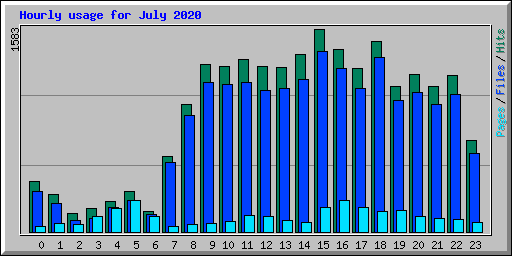 Hourly usage for July 2020
1583
Pages/Files/Hits
0 1 2 3 4 5 6 7 8 9 10 11 12 13 14 15 16 17 18 19 20 21 22 23